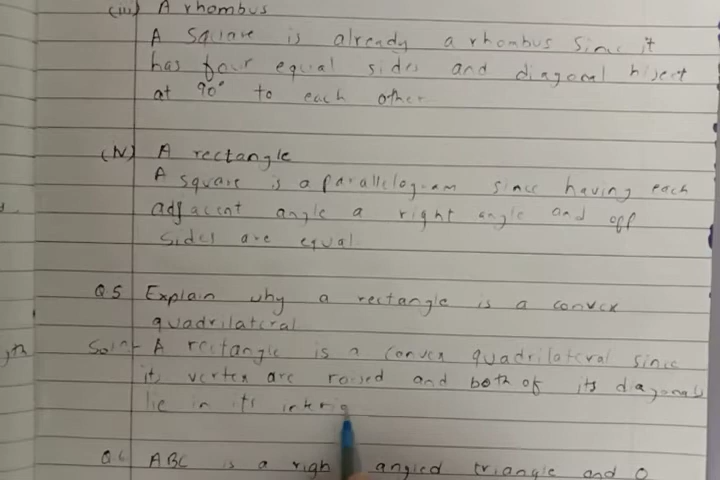 (iii) A rhombus
A square is already a rhombus since it
has four equal sides and diagonal bisect
at 90° to each other
(iv) A rectangle
A square is a parallelogram since having each
adjacent angle a right angle and opp
sides are equal.
Q5 Explain why a rectangle is a convex
quadrilateral
Soln:- A rectangle is a convex quadrilateral since
its vertex are raised and both of its diagonals
lie in its
Q6 ABC is a righ angled triangle and O